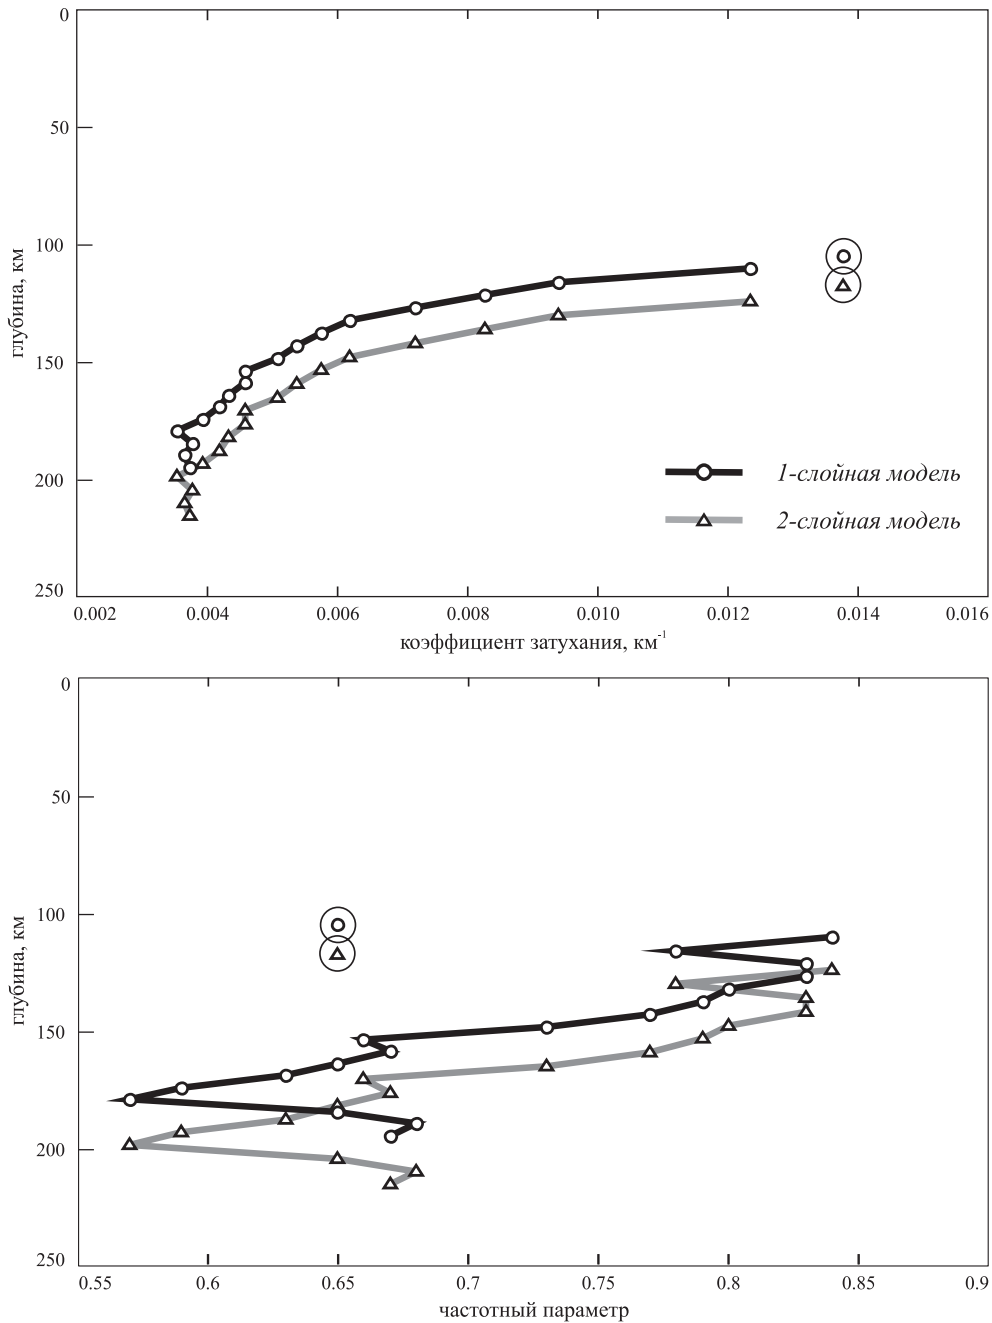 0
50
100
150
200
250
глубина, км
1-слойная модель
2-слойная модель
0.002 0.004 0.006 0.008 0.010 0.012 0.014 0.016
коэффициент затухания, км⁻¹
0
50
100
150
200
250
глубина, км
0.55 0.6 0.65 0.7 0.75 0.8 0.85 0.9
частотный параметр